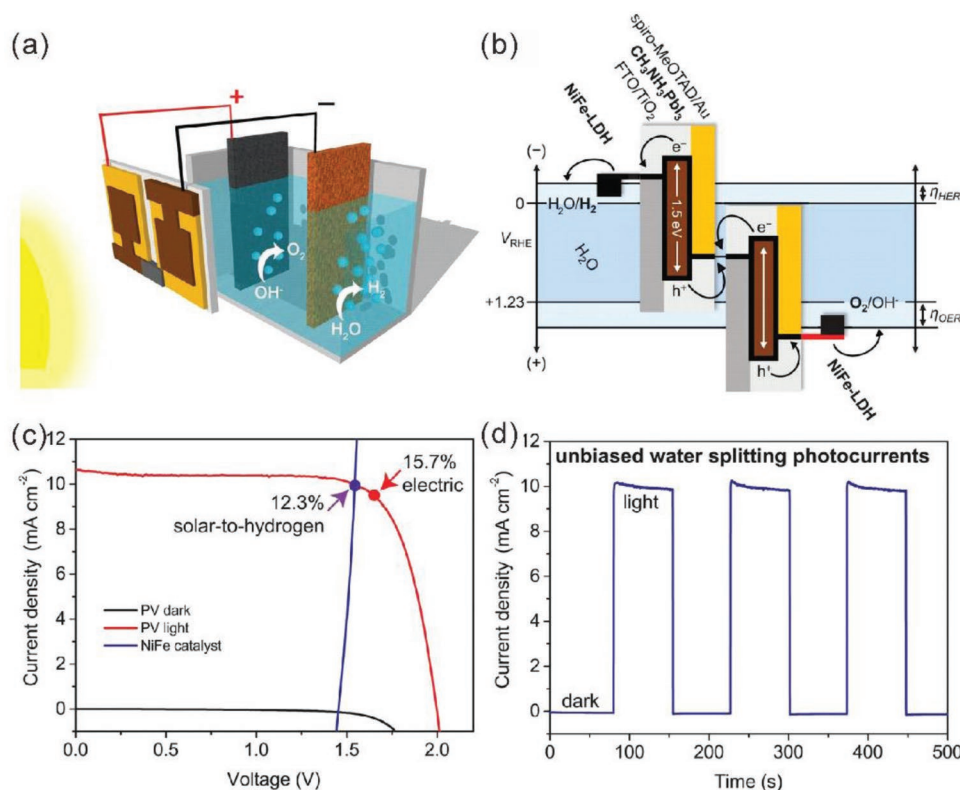 (a)
+
−
O₂
OH⁻
H₂
H₂O
(b)
spiro-MeOTAD/Au
CH₃NH₃PbI₃
FTO/TiO₂
NiFe-LDH
(−)
e⁻
H₂O/H₂
η_HER
0
1.5 eV
V_RHE
H₂O
e⁻
h⁺
+1.23
O₂/OH⁻
η_OER
(+)
h⁺
NiFe-LDH
(c)
12
10
8
6
4
2
0
Current density (mA cm⁻²)
15.7%
electric
12.3%
solar-to-hydrogen
PV dark
PV light
NiFe catalyst
0.0
0.5
1.0
1.5
2.0
Voltage (V)
(d)
12
10
8
6
4
2
0
Current density (mA cm⁻²)
unbiased water splitting photocurrents
light
dark
0
100
200
300
400
500
Time (s)